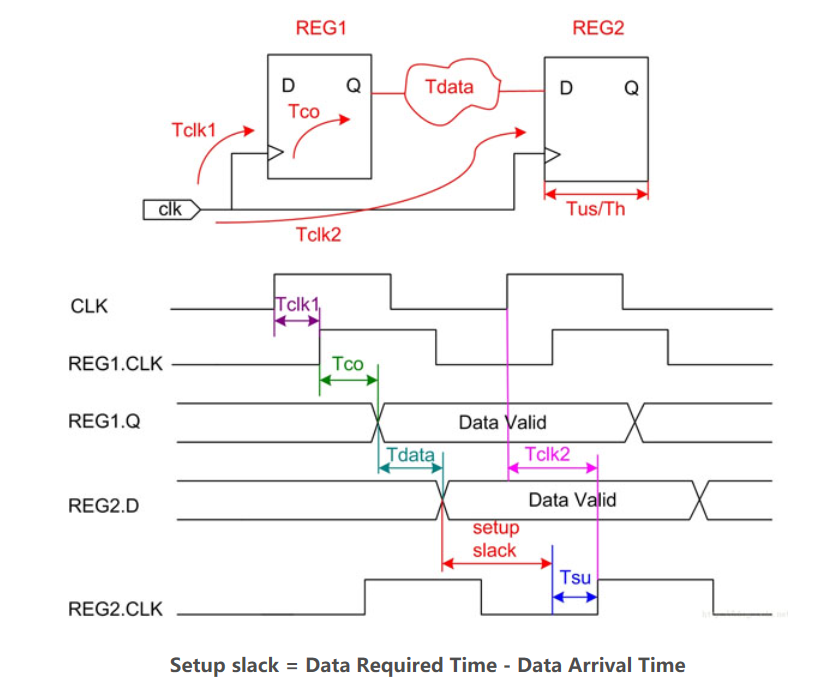 REG1
REG2
D
Q
Tdata
D
Q
Tco
Tclk1
clk
Tclk2
Tus/Th
CLK
Tclk1
REG1.CLK
Tco
REG1.Q
Data Valid
Tdata
Tclk2
REG2.D
Data Valid
setup
slack
Tsu
REG2.CLK
Setup slack = Data Required Time - Data Arrival Time